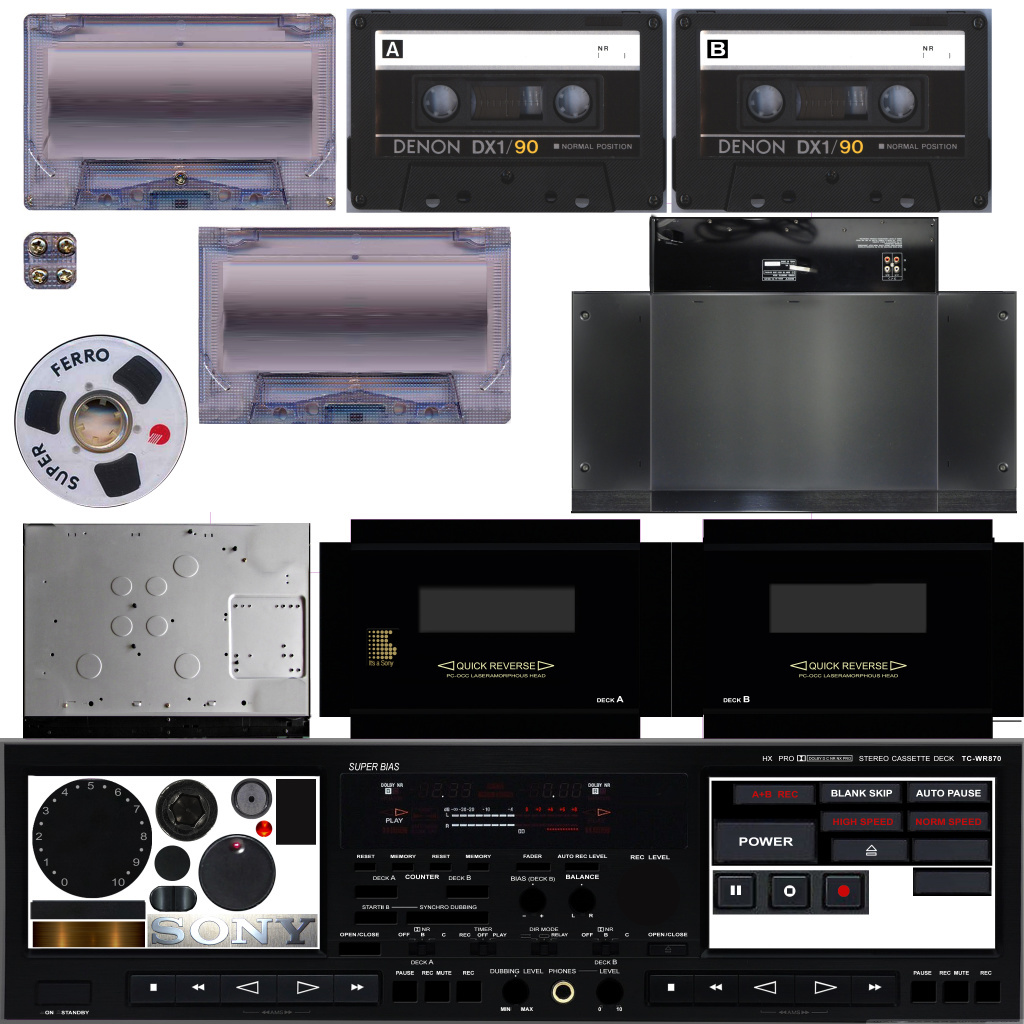 A
NR
DENON DX1/90
NORMAL POSITION
B
NR
DENON DX1/90
NORMAL POSITION
FERRO
SUPER
It's a Sony
QUICK REVERSE
PC-OCC LASERAMORPHOUS HEAD
DECK A
QUICK REVERSE
PC-OCC LASERAMORPHOUS HEAD
DECK B
SUPER BIAS
HX PRO
STEREO CASSETTE DECK TC-WR870
0 1 2 3 4 5 6 7 8 9 10
SONY
DOLBY NR
B
DOLBY NR
B
PLAY
L
R
RESET MEMORY RESET MEMORY
FADER AUTO REC LEVEL REC LEVEL
DECK A COUNTER DECK B
BIAS (DECK B) BALANCE
START B SYNCHRO DUBBING
L R
OPEN/CLOSE
NR
OFF B C
TIMER
REC OFF PLAY
DIR MODE
RELAY
NR
OFF B C
OPEN/CLOSE
DECK A
PAUSE REC MUTE REC
DUBBING LEVEL
MIN MAX
PHONES
DECK B
LEVEL
0 10
PAUSE REC MUTE REC
ON STANDBY
AMS
AMS
A+B REC
BLANK SKIP
AUTO PAUSE
HIGH SPEED
NORM SPEED
POWER